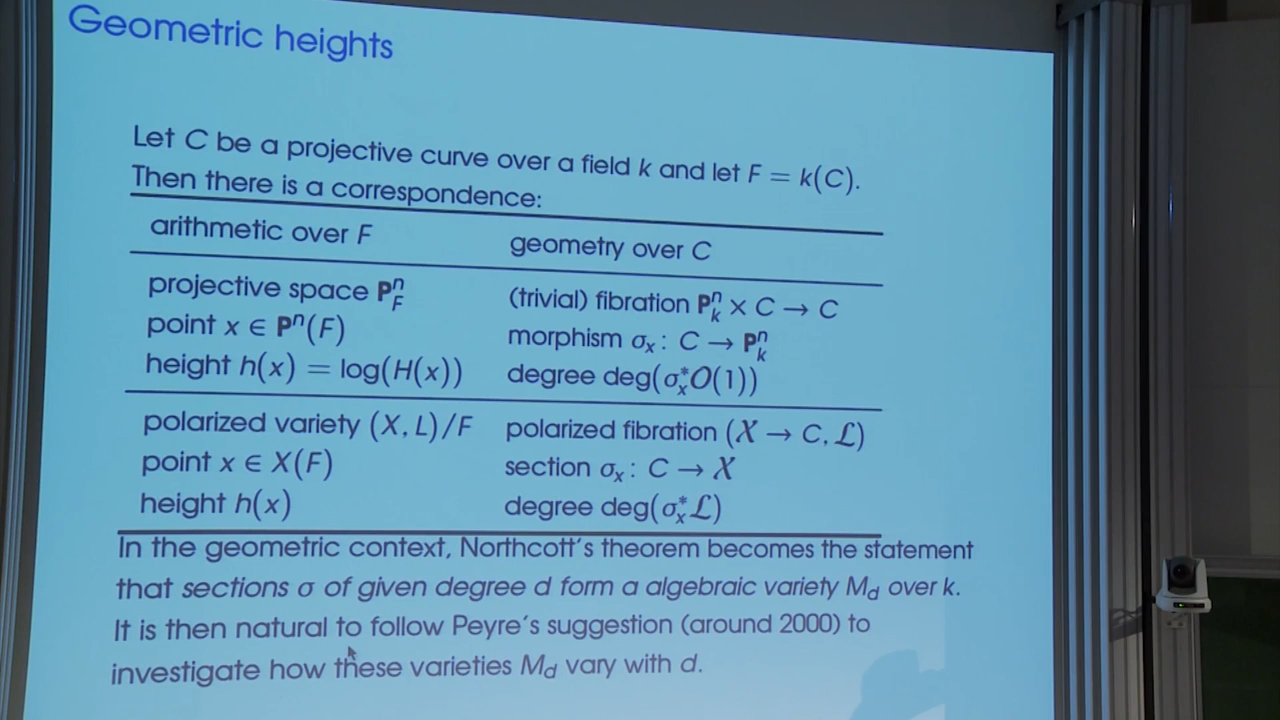 Geometric heights
Let C be a projective curve over a field k and let F = k(C).
Then there is a correspondence:
arithmetic over F geometry over C
projective space P^n_F (trivial) fibration P^n_k × C → C
point x ∈ P^n(F) morphism σ_x : C → P^n_k
height h(x) = log(H(x)) degree deg(σ_x^*O(1))
polarized variety (X, L)/F polarized fibration (𝒳 → C, ℒ)
point x ∈ X(F) section σ_x : C → 𝒳
height h(x) degree deg(σ_x^*ℒ)
In the geometric context, Northcott's theorem becomes the statement
that sections σ of given degree d form a algebraic variety M_d over k.
It is then natural to follow Peyre's suggestion (around 2000) to
investigate how these varieties M_d vary with d.